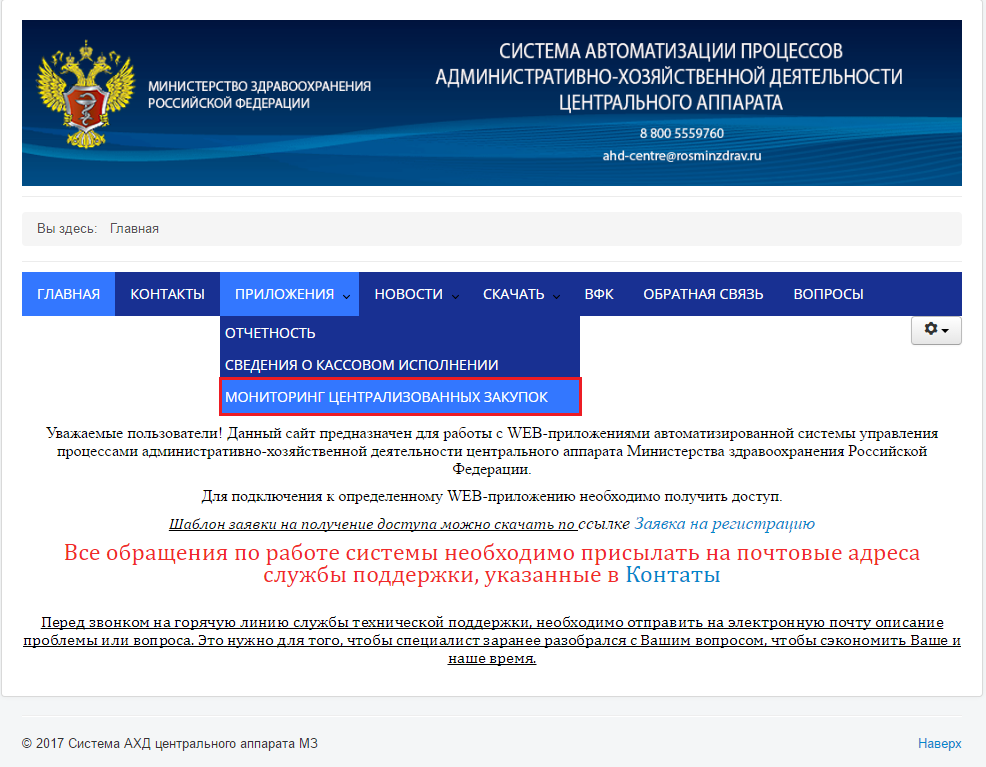 МИНИСТЕРСТВО ЗДРАВООХРАНЕНИЯ
РОССИЙСКОЙ ФЕДЕРАЦИИ
СИСТЕМА АВТОМАТИЗАЦИИ ПРОЦЕССОВ
АДМИНИСТРАТИВНО-ХОЗЯЙСТВЕННОЙ ДЕЯТЕЛЬНОСТИ
ЦЕНТРАЛЬНОГО АППАРАТА
8 800 5559760
ahd-centre@rosminzdrav.ru
Вы здесь: Главная
ГЛАВНАЯ КОНТАКТЫ ПРИЛОЖЕНИЯ НОВОСТИ СКАЧАТЬ ВФК ОБРАТНАЯ СВЯЗЬ ВОПРОСЫ
ОТЧЕТНОСТЬ
СВЕДЕНИЯ О КАССОВОМ ИСПОЛНЕНИИ
МОНИТОРИНГ ЦЕНТРАЛИЗОВАННЫХ ЗАКУПОК
Уважаемые пользователи! Данный сайт предназначен для работы с WEB-приложениями автоматизированной системы управления
процессами административно-хозяйственной деятельности центрального аппарата Министерства здравоохранения Российской
Федерации.
Для подключения к определенному WEB-приложению необходимо получить доступ.
Шаблон заявки на получение доступа можно скачать по ссылке Заявка на регистрацию
Все обращения по работе системы необходимо присылать на почтовые адреса
службы поддержки, указанные в Контаты
Перед звонком на горячую линию службы технической поддержки, необходимо отправить на электронную почту описание
проблемы или вопроса. Это нужно для того, чтобы специалист заранее разобрался с Вашим вопросом, чтобы сэкономить Ваше и
наше время.
© 2017 Система АХД центрального аппарата МЗ
Наверх